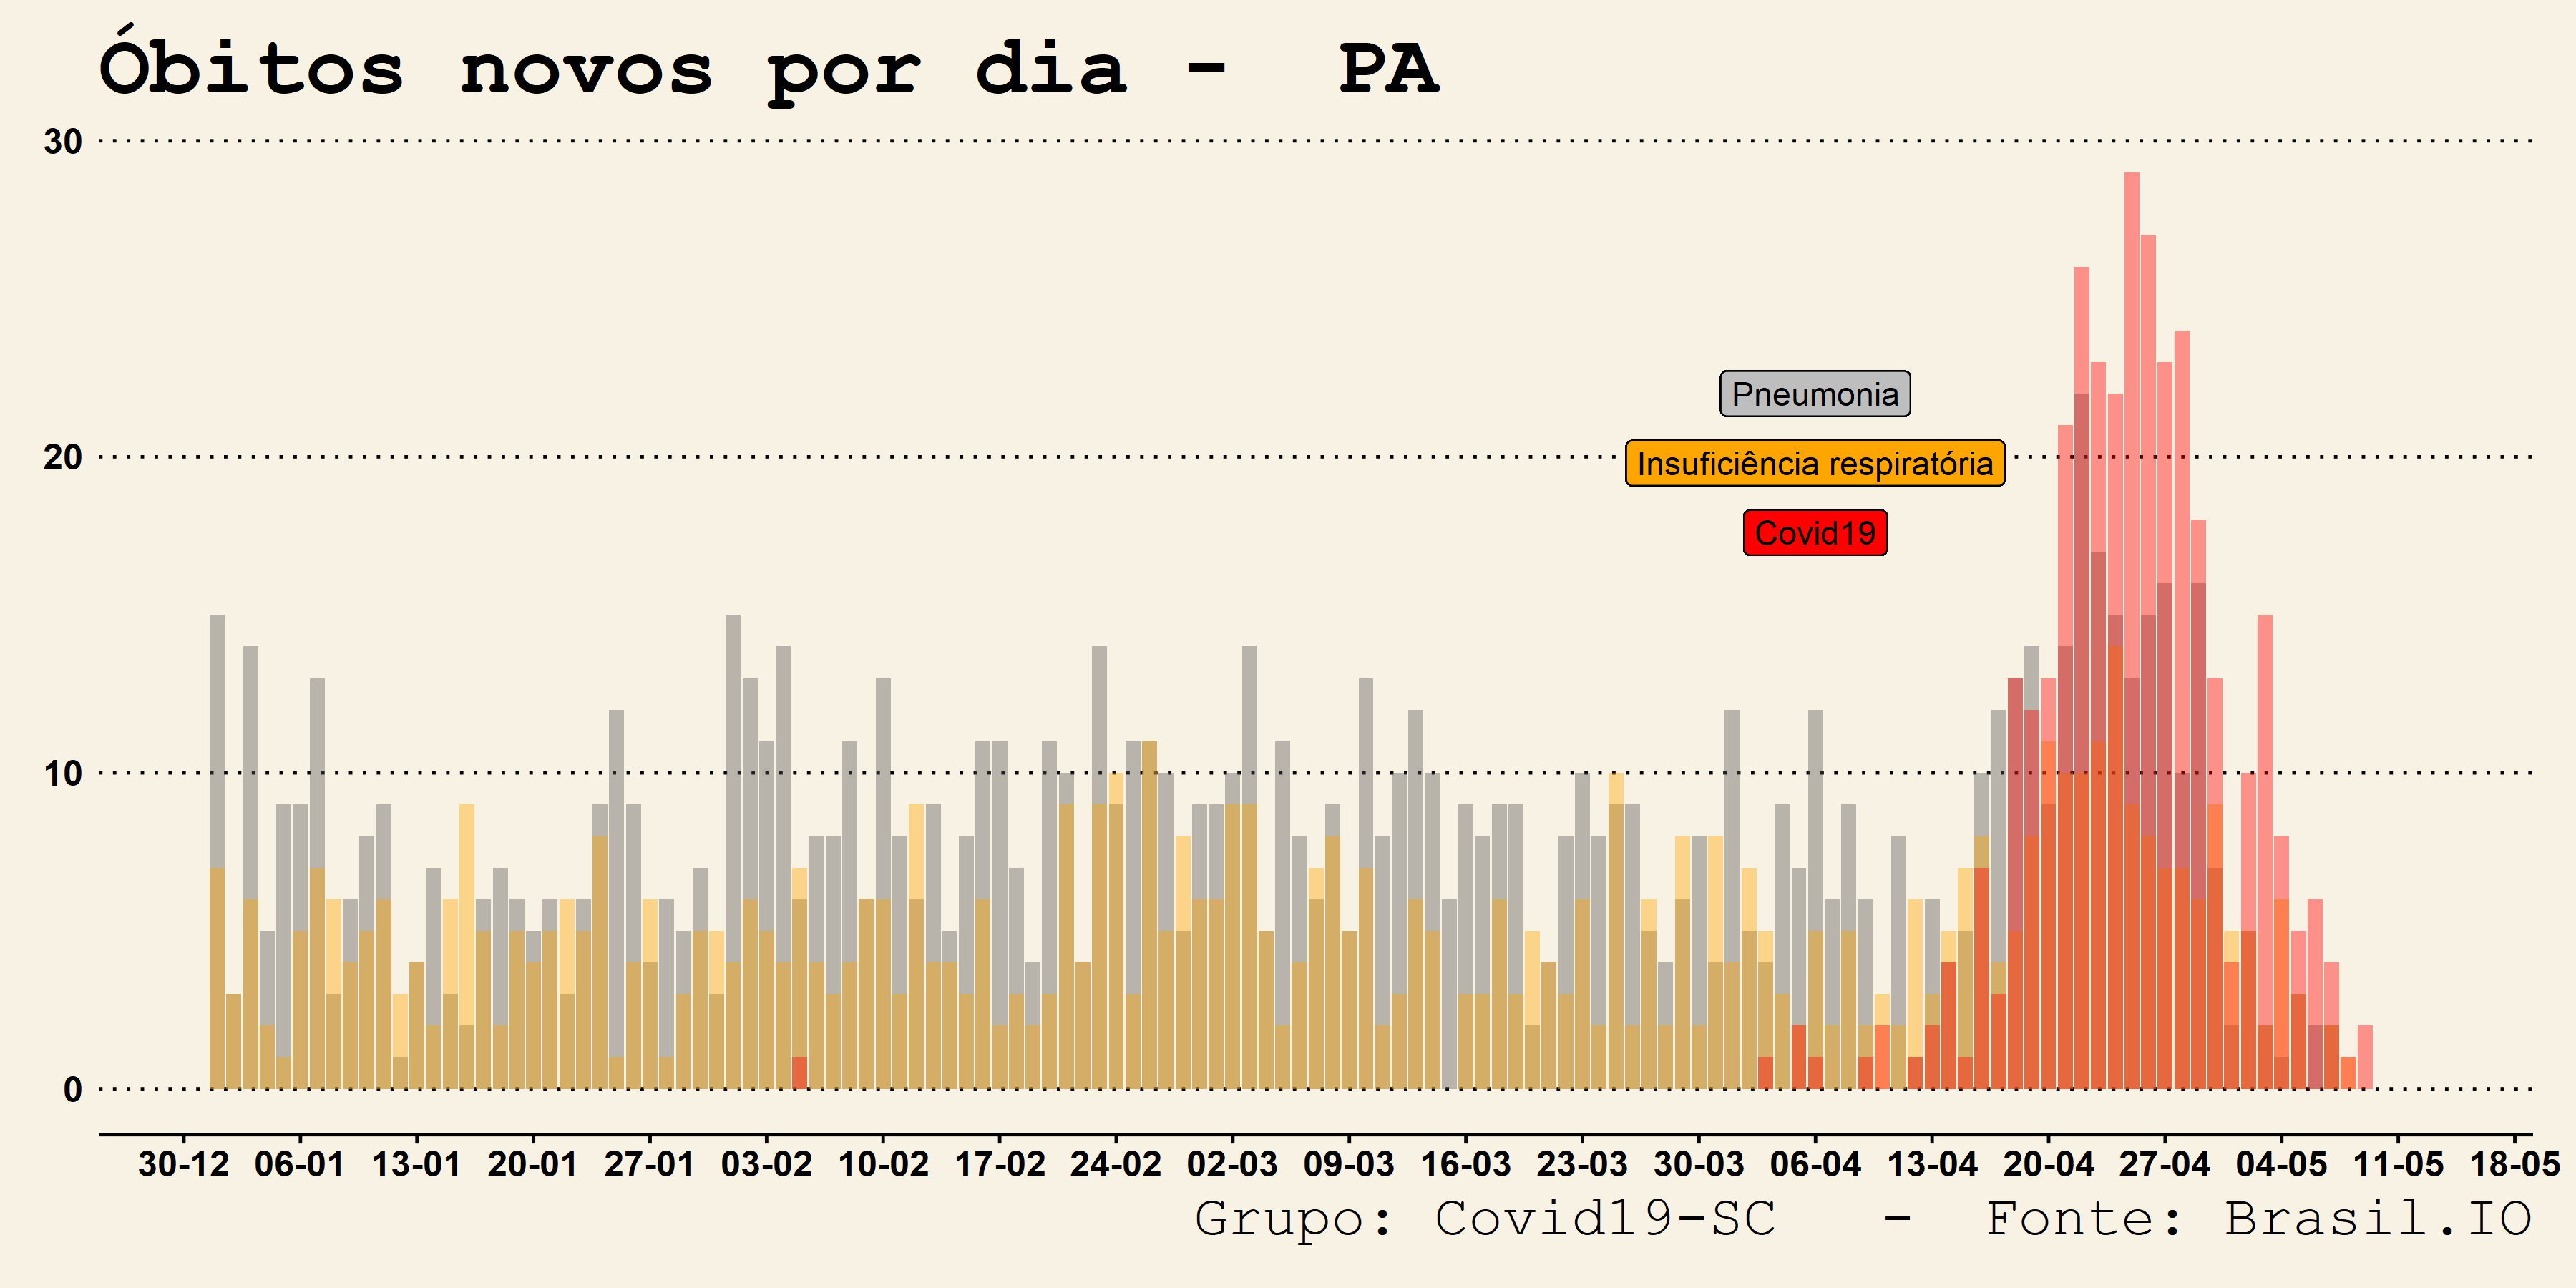 Óbitos novos por dia -  PA
30
20
10
0
Pneumonia
Insuficiência respiratória
Covid19
30-12 06-01 13-01 20-01 27-01 03-02 10-02 17-02 24-02 02-03 09-03 16-03 23-03 30-03 06-04 13-04 20-04 27-04 04-05 11-05 18-05
Grupo: Covid19-SC  -  Fonte: Brasil.IO